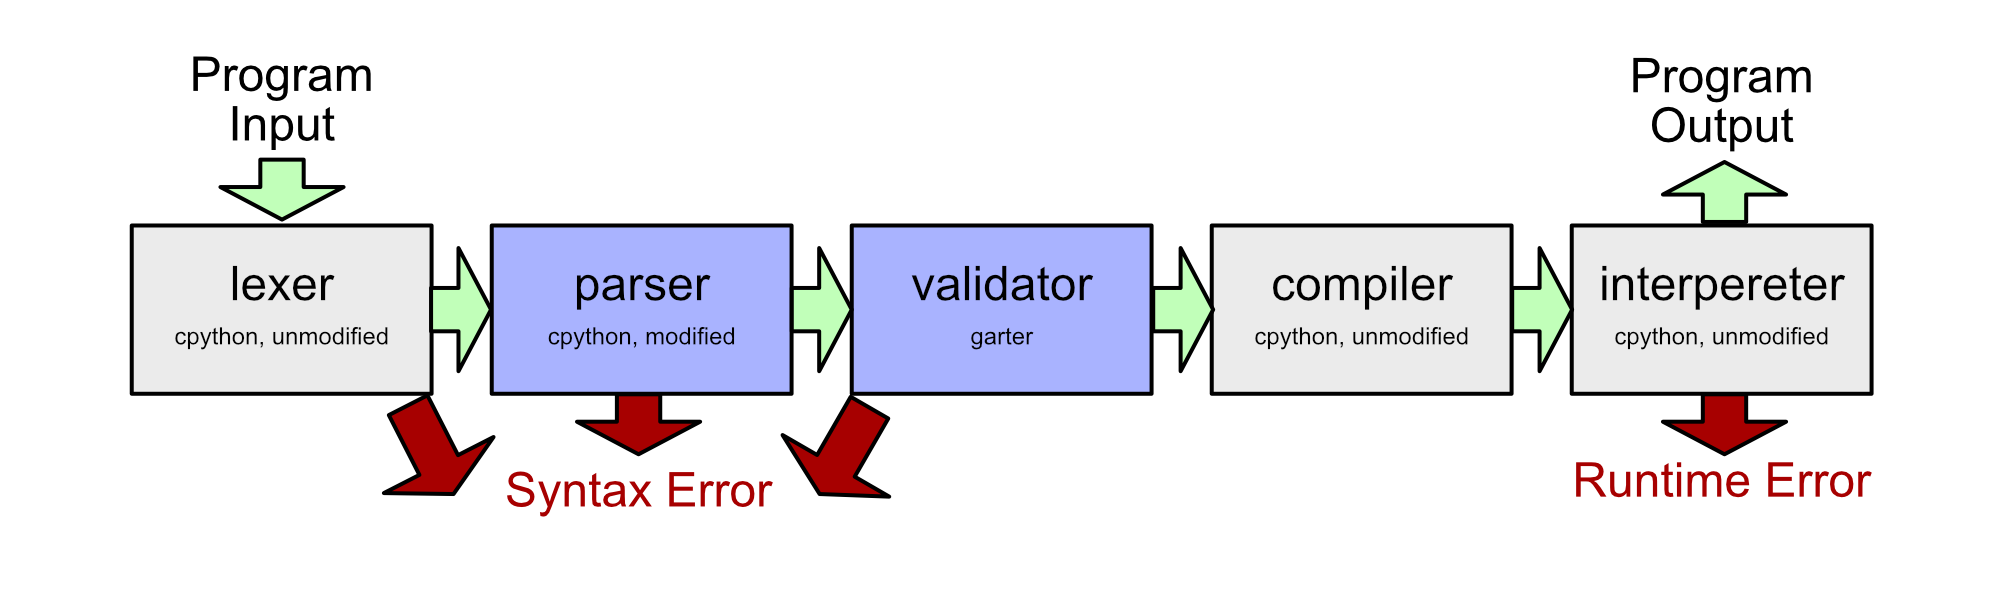 Program
Input
Program
Output
lexer
cpython, unmodified
parser
cpython, modified
validator
garter
compiler
cpython, unmodified
interpereter
cpython, unmodified
Syntax Error
Runtime Error